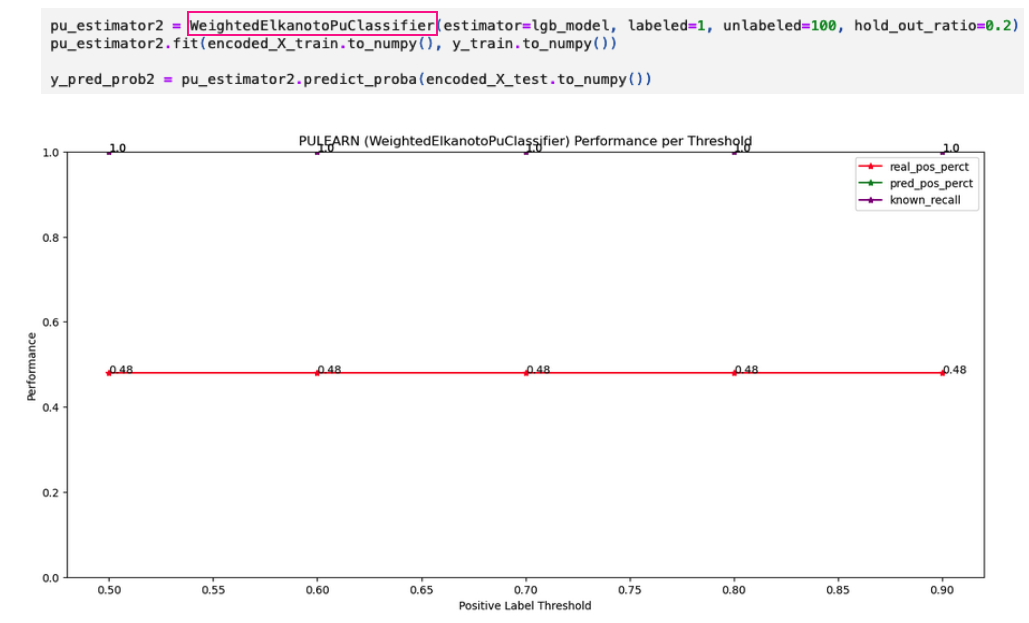 pu_estimator2 = WeightedElkanotoPuClassifier(estimator=lgb_model, labeled=1, unlabeled=100, hold_out_ratio=0.2)
pu_estimator2.fit(encoded_X_train.to_numpy(), y_train.to_numpy())
y_pred_prob2 = pu_estimator2.predict_proba(encoded_X_test.to_numpy())
PULEARN (WeightedElkanotoPuClassifier) Performance per Threshold
1.0 1.0 1.0 1.0 1.0
real_pos_perct
pred_pos_perct
known_recall
1.0
0.8
0.6
0.4
0.2
0.0
Performance
0.48 0.48 0.48 0.48 0.48
0.50 0.55 0.60 0.65 0.70 0.75 0.80 0.85 0.90
Positive Label Threshold